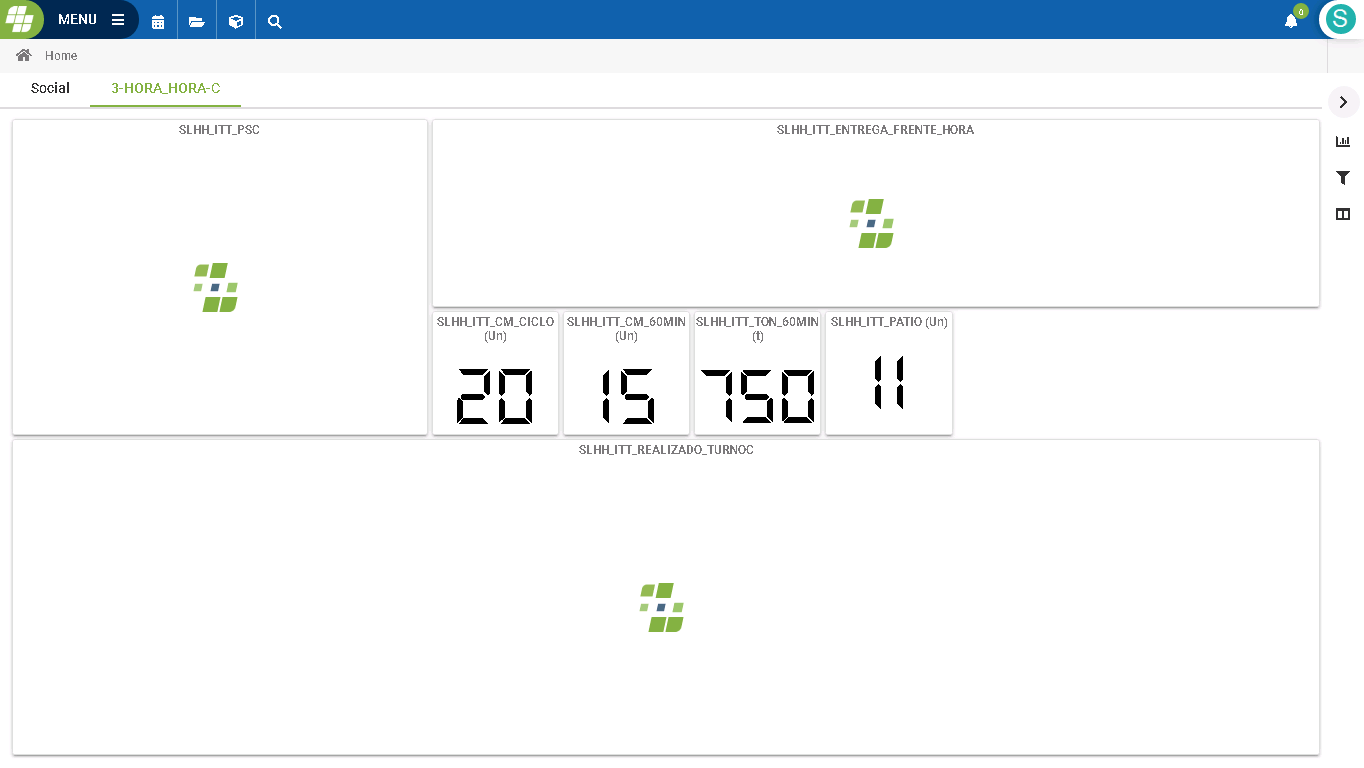 MENU
0
S
Home
Social
3-HORA_HORA-C
SLHH_ITT_PSC
SLHH_ITT_ENTREGA_FRENTE_HORA
SLHH_ITT_CM_CICLO
(Un)
20
SLHH_ITT_CM_60MIN
(Un)
15
SLHH_ITT_TON_60MIN
(t)
750
SLHH_ITT_PATIO (Un)
11
SLHH_ITT_REALIZADO_TURNOC